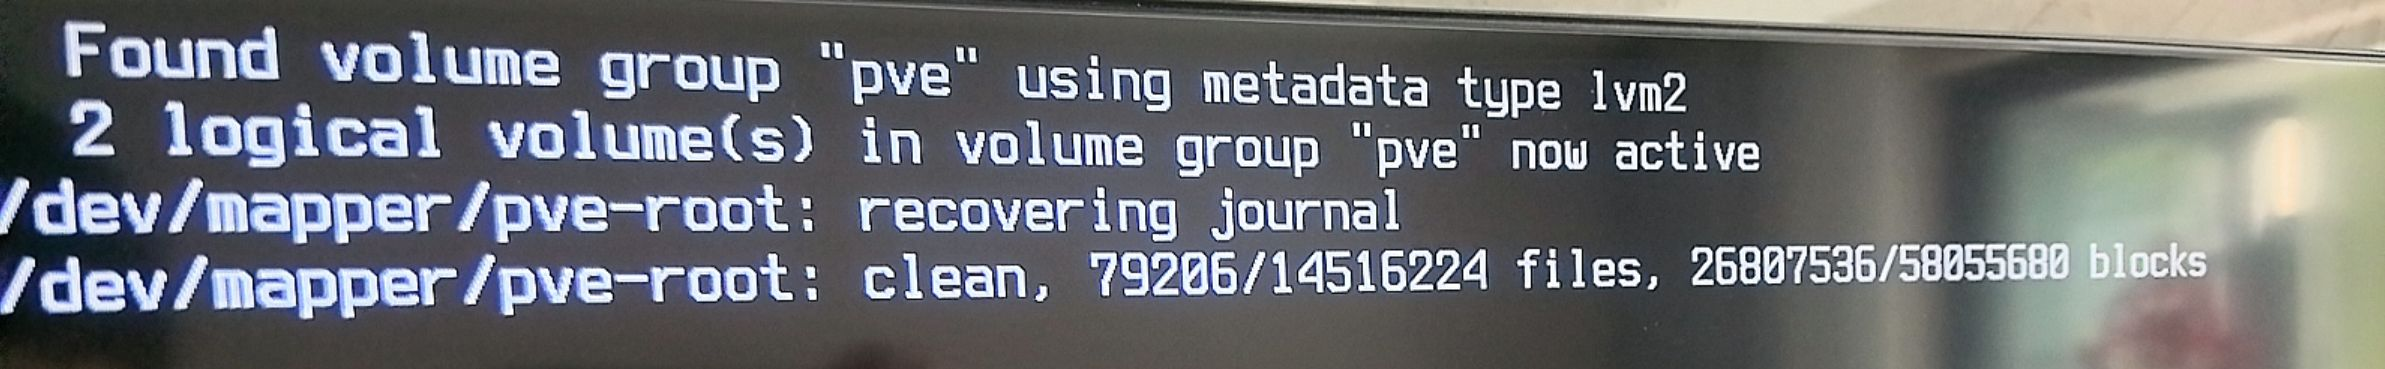 Found volume group "pve" using metadata type lvm2
2 logical volume(s) in volume group "pve" now active
/dev/mapper/pve-root: recovering journal
/dev/mapper/pve-root: clean, 79206/14516224 files, 26807536/58055680 blocks